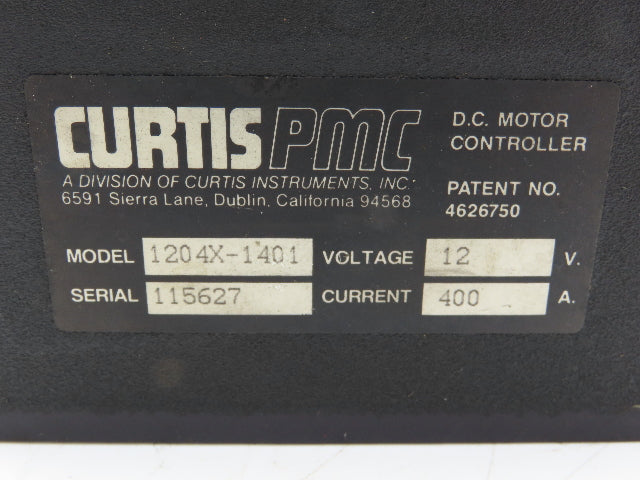 CURTIS PMC
D.C. MOTOR
CONTROLLER
A DIVISION OF CURTIS INSTRUMENTS, INC.
6591 Sierra Lane, Dublin, California 94568
PATENT NO.
4626750
MODEL 1204X-1401 VOLTAGE 12 V.
SERIAL 115627 CURRENT 400 A.